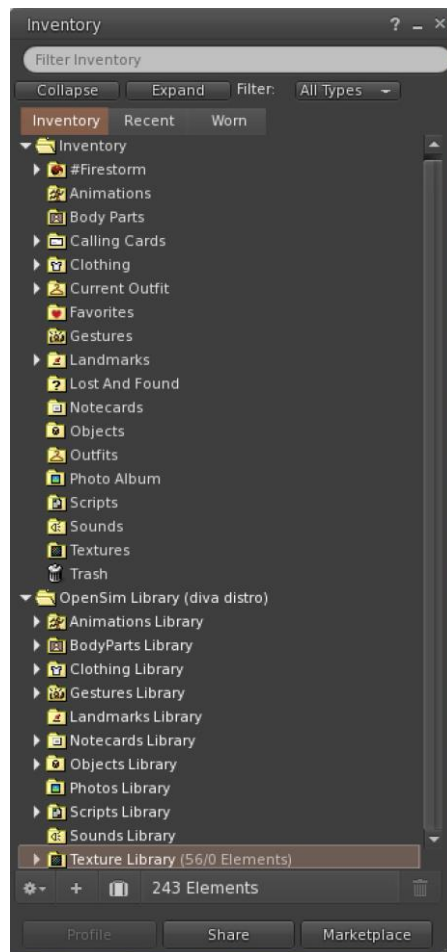 Inventory ? _ ×
Filter Inventory
Collapse Expand Filter: All Types
Inventory Recent Worn
Inventory
#Firestorm
Animations
Body Parts
Calling Cards
Clothing
Current Outfit
Favorites
Gestures
Landmarks
Lost And Found
Notecards
Objects
Outfits
Photo Album
Scripts
Sounds
Textures
Trash
OpenSim Library (diva distro)
Animations Library
BodyParts Library
Clothing Library
Gestures Library
Landmarks Library
Notecards Library
Objects Library
Photos Library
Scripts Library
Sounds Library
Texture Library (56/0 Elements)
+ 243 Elements
Profile Share Marketplace